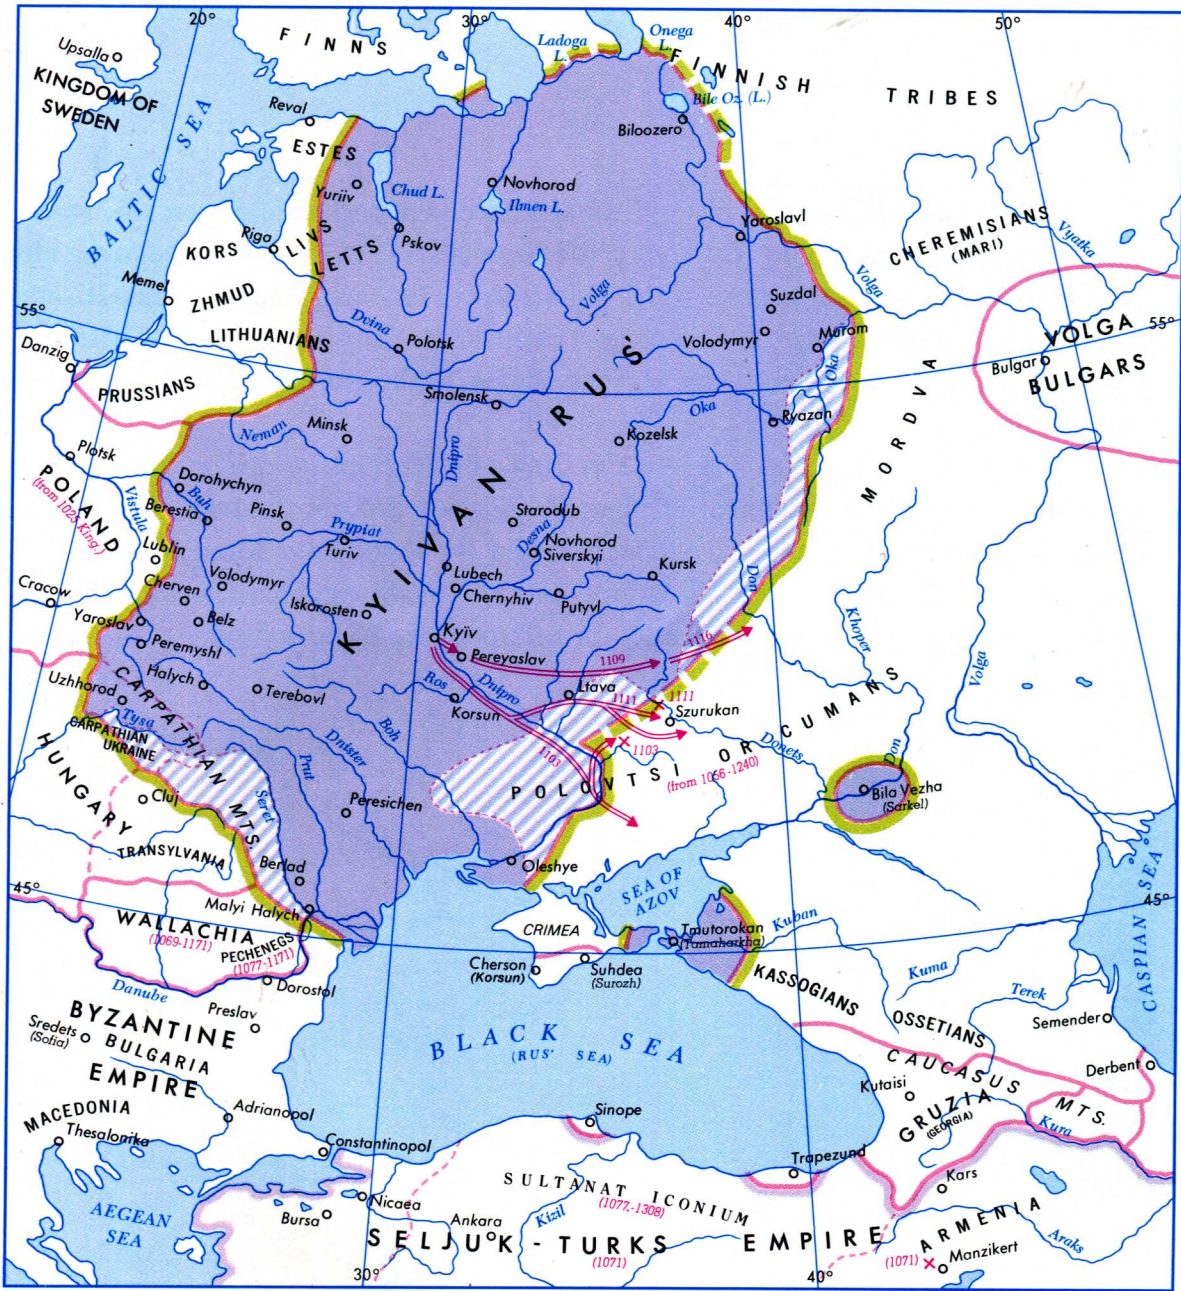 20°
30°
40°
50°
FINNS
Ladoga
L.
Onega
L.
FINNISH
TRIBES
Upsalla
KINGDOM OF
SWEDEN
BALTIC SEA
Reval
ESTES
Bile Oz. (L.)
Biloozero
Yuriiv
Chud L.
Novhorod
Ilmen L.
KORS
Riga
LIVS
LETTS
Pskov
Yaroslavl
CHEREMISIANS
(MARI)
Vyatka
Memel
ZHMUD
Volga
Volga
Suzdal
55°
Dvina
LITHUANIANS
Polotsk
Volodymyr
Murom
VOLGA
BULGARS
55°
Bulgar
Danzig
PRUSSIANS
Smolensk
Oka
Oka
Ryazan
MORDVA
Neman
Minsk
Dnipro
Kozelsk
KYIVAN RUS'
Plotsk
POLAND
(from 1025 King.)
Vistula
Dorohychyn
Buh
Berestia
Pinsk
Prypiat
Turiv
Starodub
Desna
Novhorod
Siverskyi
Lublin
Volodymyr
Lubech
Chernyhiv
Putyvl
Kursk
Don
Cracow
Cherven
Belz
Iskorosten
Khoper
Yaroslav
Peremyshl
Kyïv
Pereyaslav
1109
1116
Volga
Halych
Terebovl
Ros
Dnipro
Korsun
Ltava
1111
1111
Szurukan
Uzhhorod
CARPATHIAN MTS.
Tysa
CARPATHIAN
UKRAINE
Boh
Dnister
1103
1103
Donets
Don
POLOVTSI OR CUMANS
(from 1056-1240)
HUNGARY
Prut
Cluj
Seret
Peresichen
Bila Vezha
(Sarkel)
TRANSYLVANIA
Berlad
Oleshye
SEA OF
AZOV
CASPIAN SEA
45°
45°
Malyi Halych
WALLACHIA
(1069-1171)
PECHENEGS
(1077-1171)
CRIMEA
Tmutorokan
(Tamaharkha)
Kuban
Cherson
(Korsun)
Suhdea
(Surozh)
KASSOGIANS
Kuma
Danube
Dorostol
Terek
OSSETIANS
Semender
Preslav
BYZANTINE
EMPIRE
Sredets
(Sofia)
BULGARIA
BLACK SEA
(RUS' SEA)
CAUCASUS MTS.
Derbent
Kutaisi
GRUZIA
(GEORGIA)
Kura
MACEDONIA
Thesalonika
Adrianopol
Constantinopol
Sinope
Trapezund
Kars
SULTANAT ICONIUM
(1077-1308)
AEGEAN
SEA
Nicaea
Bursa
Ankara
Kizil
SELJUK - TURKS EMPIRE
(1071)
ARMENIA
Araks
(1071)
Manzikert
30°
40°